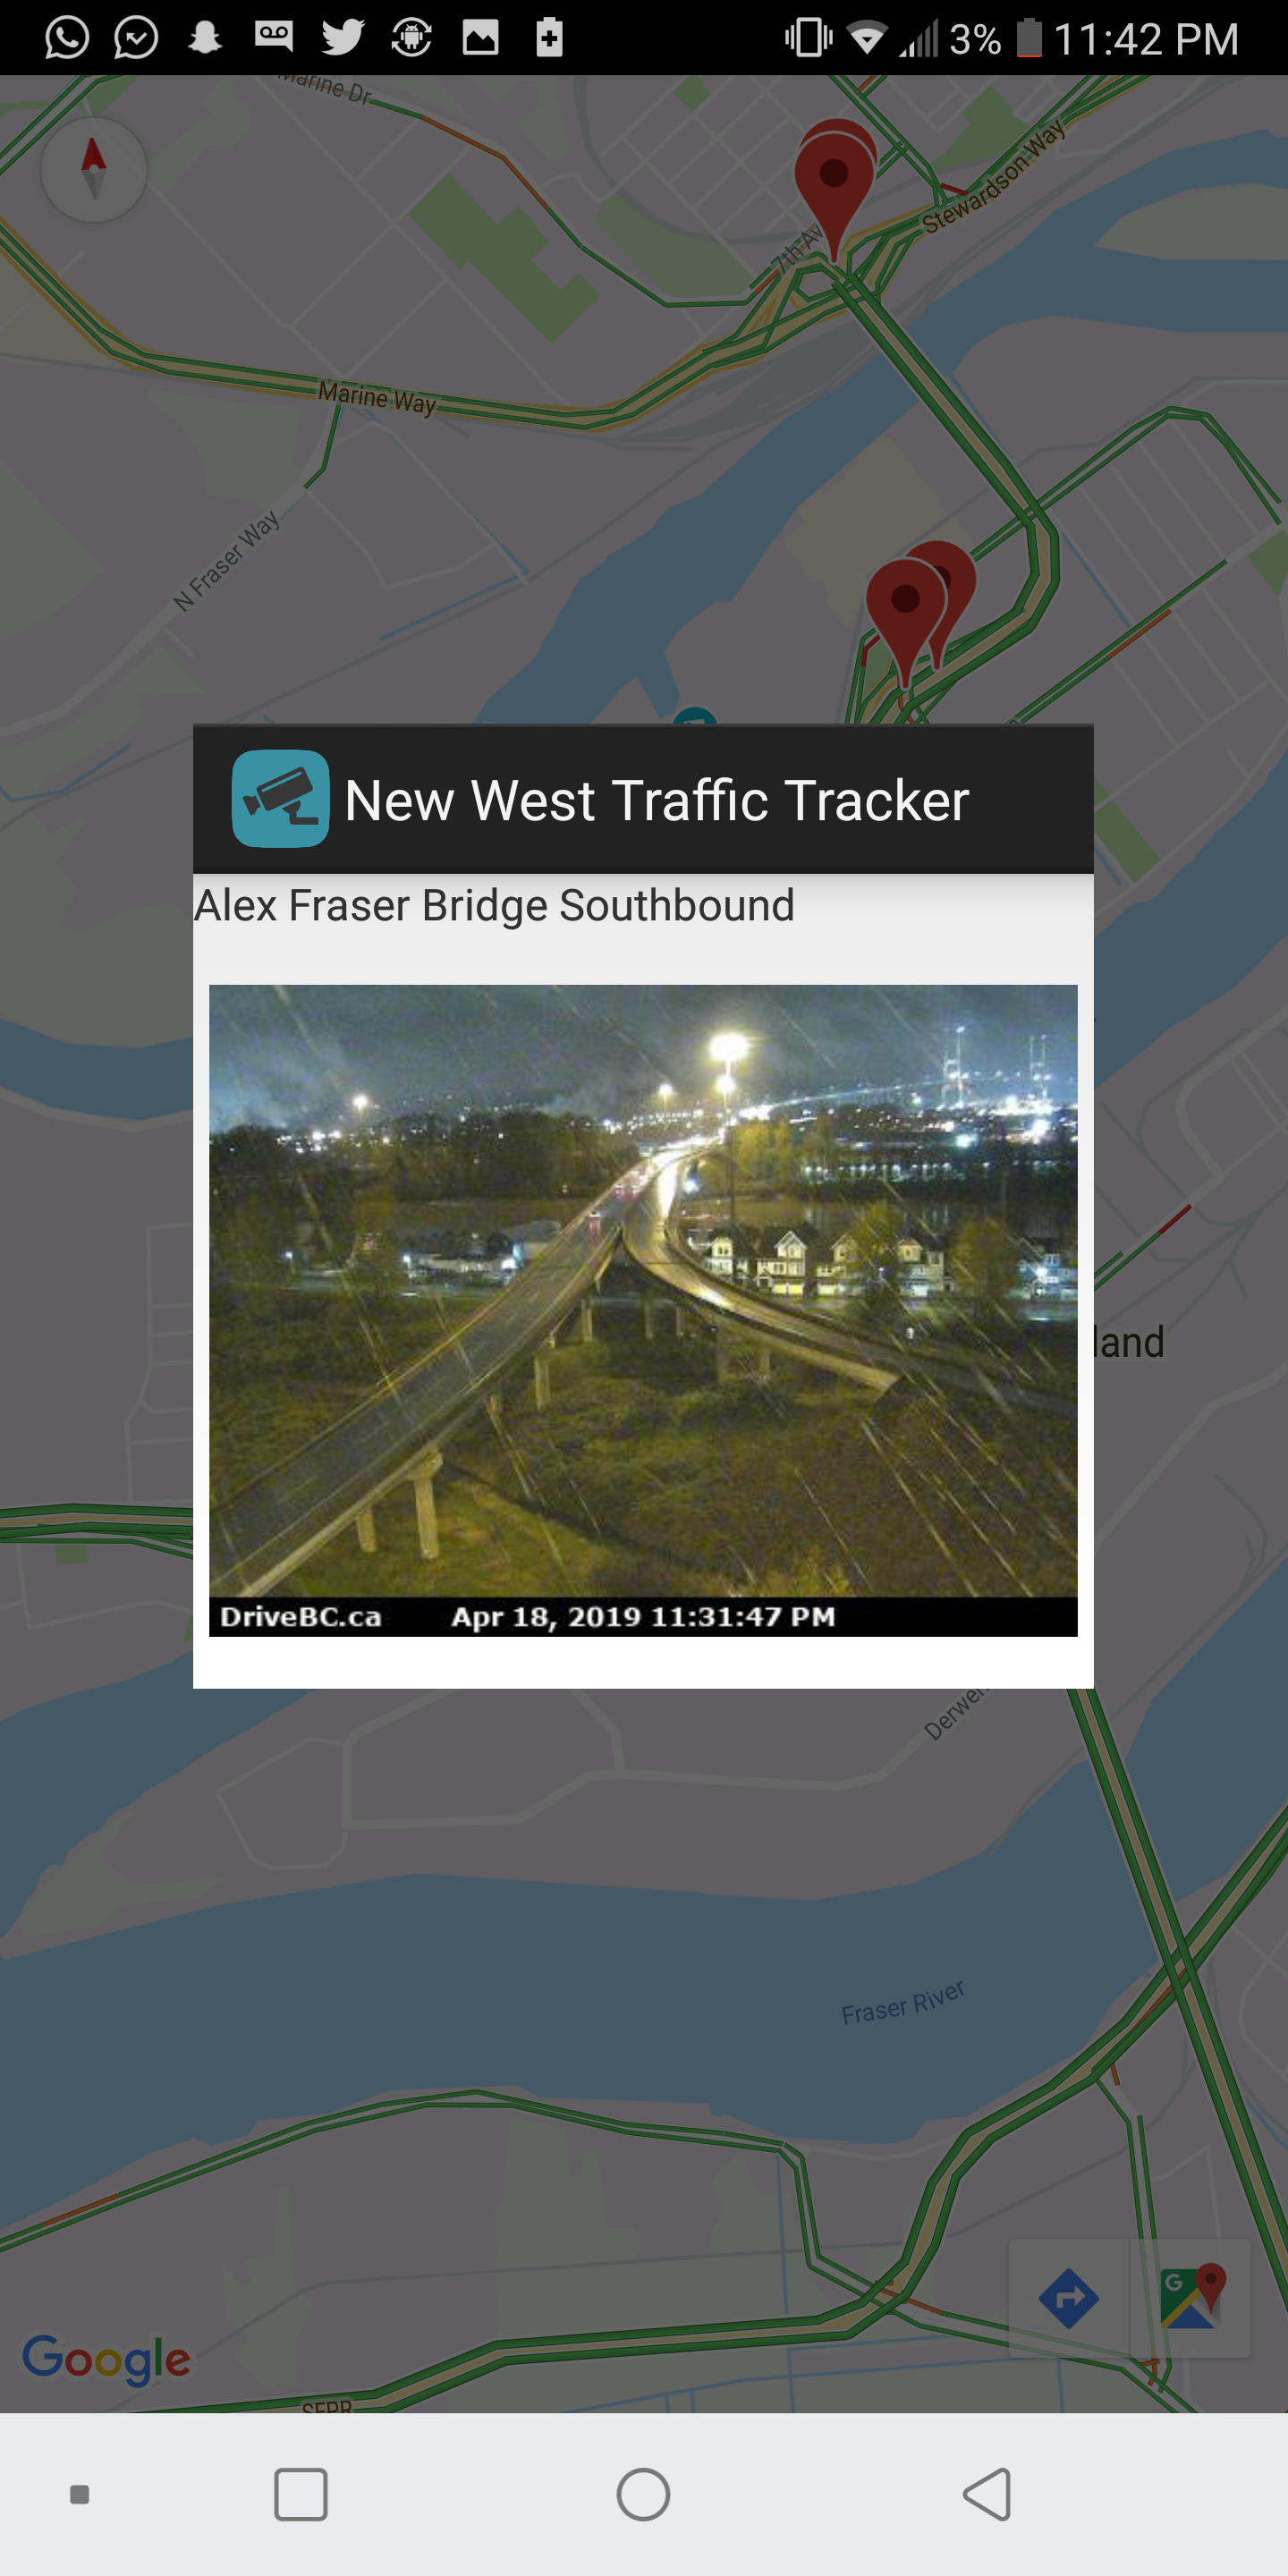 3% 11:42 PM
Marine Dr
Stewardson Way
7th Av
Marine Way
N Fraser Way
New West Traffic Tracker
Alex Fraser Bridge Southbound
DriveBC.ca Apr 18, 2019 11:31:47 PM
land
Derwen
Fraser River
G
Google
SFPR